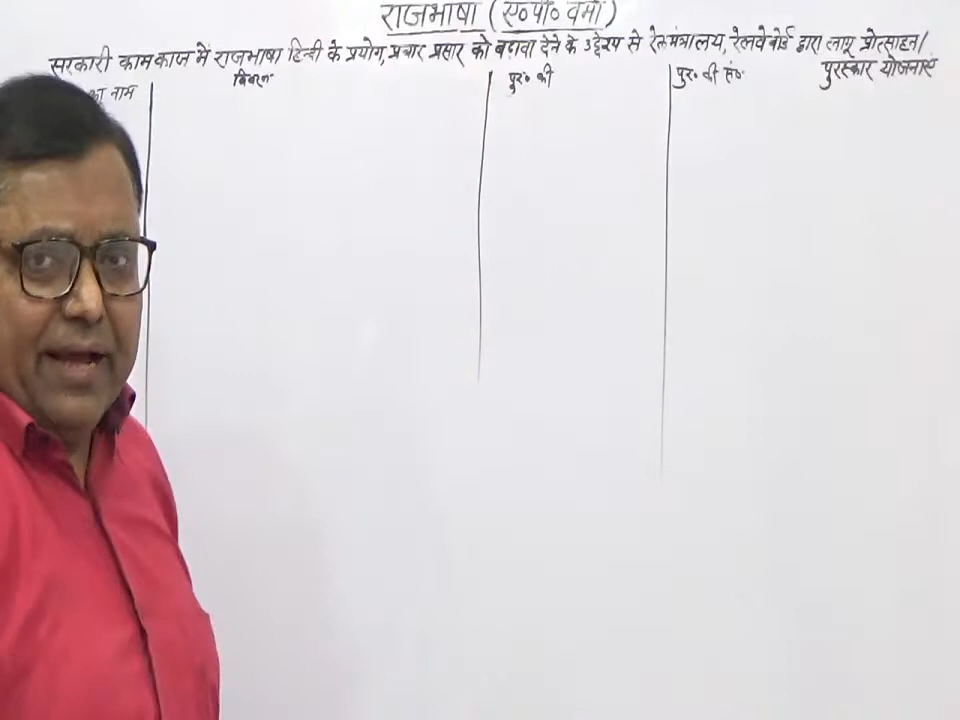 राजभाषा (ए०पी० वर्मा)
सरकारी कामकाज में राजभाषा हिन्दी के प्रयोग, प्रचार प्रसार को बढ़ावा देने के उद्देश्य से रेल मंत्रालय, रेलवे बोर्ड द्वारा लागू प्रोत्साहन/
पुरस्कार योजनाएं
का नाम विवरण पुर० की पुर० की सं०